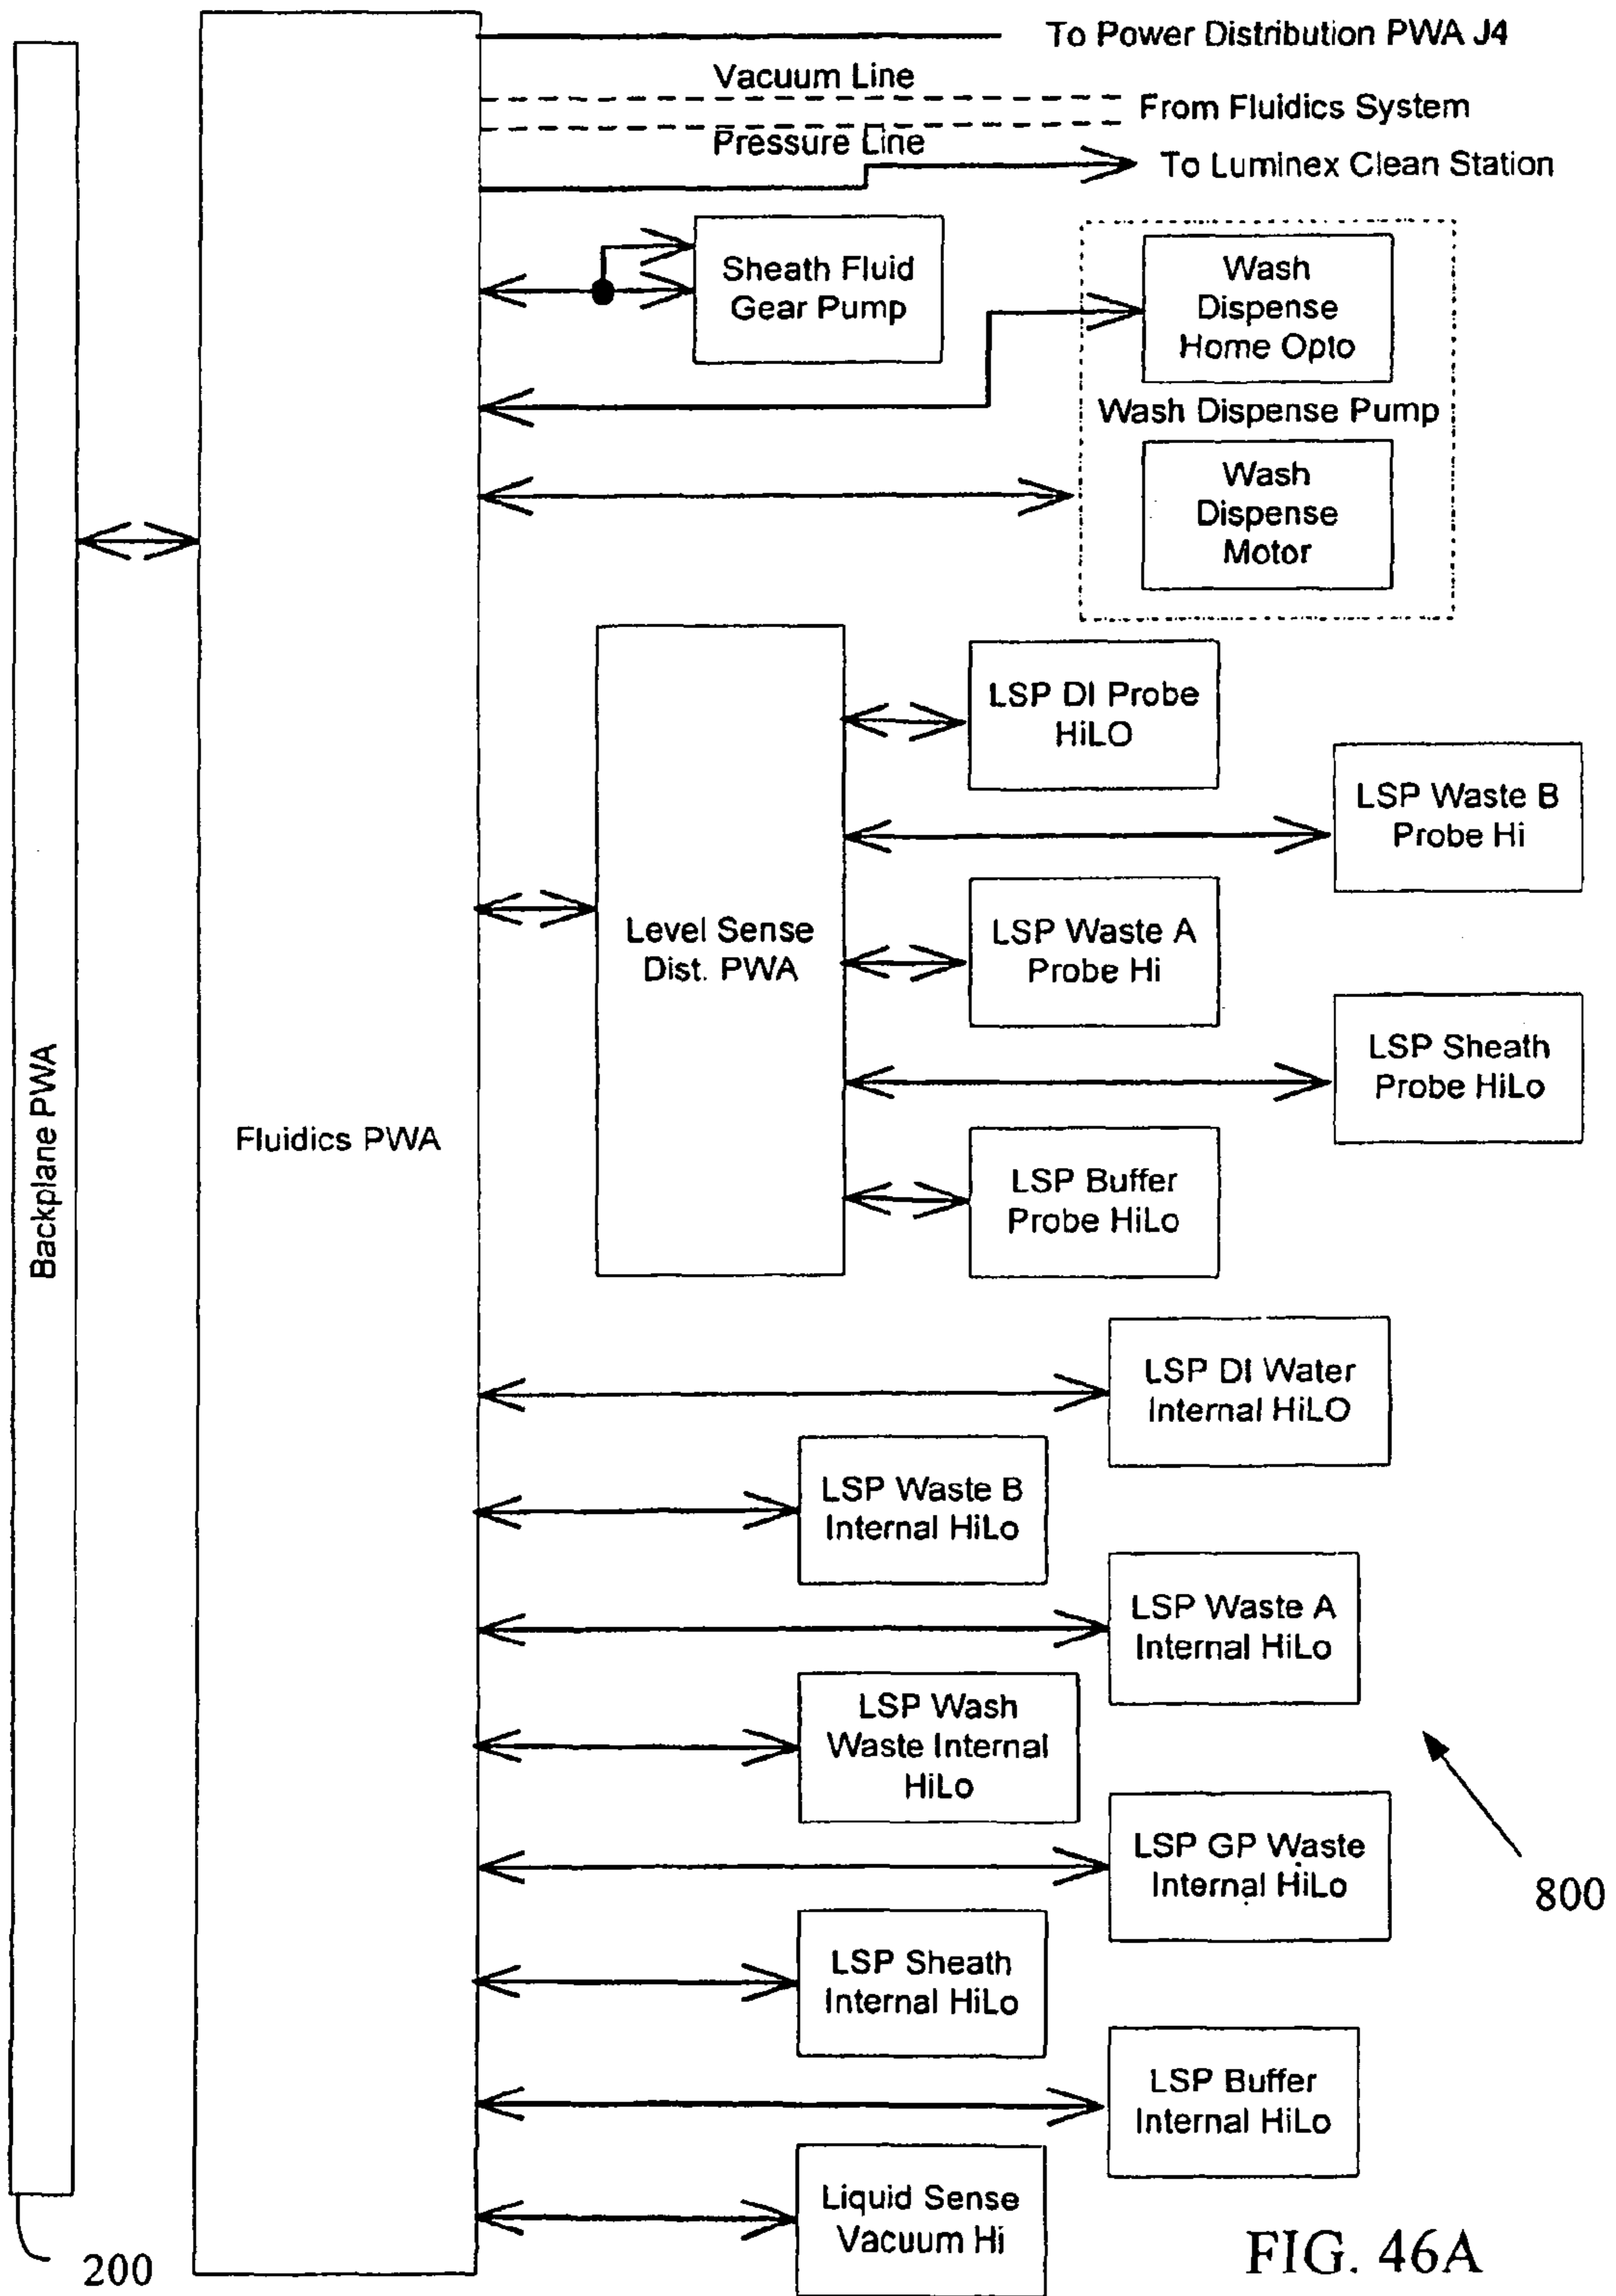 To Power Distribution PWA J4
Vacuum Line
From Fluidics System
Pressure Line
To Luminex Clean Station
Sheath Fluid
Gear Pump
Wash
Dispense
Home Opto
Wash Dispense Pump
Wash
Dispense
Motor
LSP DI Probe
HiLO
LSP Waste B
Probe Hi
Level Sense
Dist. PWA
LSP Waste A
Probe Hi
LSP Sheath
Probe HiLo
Backplane PWA
Fluidics PWA
LSP Buffer
Probe HiLo
LSP DI Water
Internal HiLO
LSP Waste B
Internal HiLo
LSP Waste A
Internal HiLo
LSP Wash
Waste Internal
HiLo
LSP GP Waste
Internal HiLo
800
LSP Sheath
Internal HiLo
LSP Buffer
Internal HiLo
Liquid Sense
Vacuum Hi
200
FIG. 46A